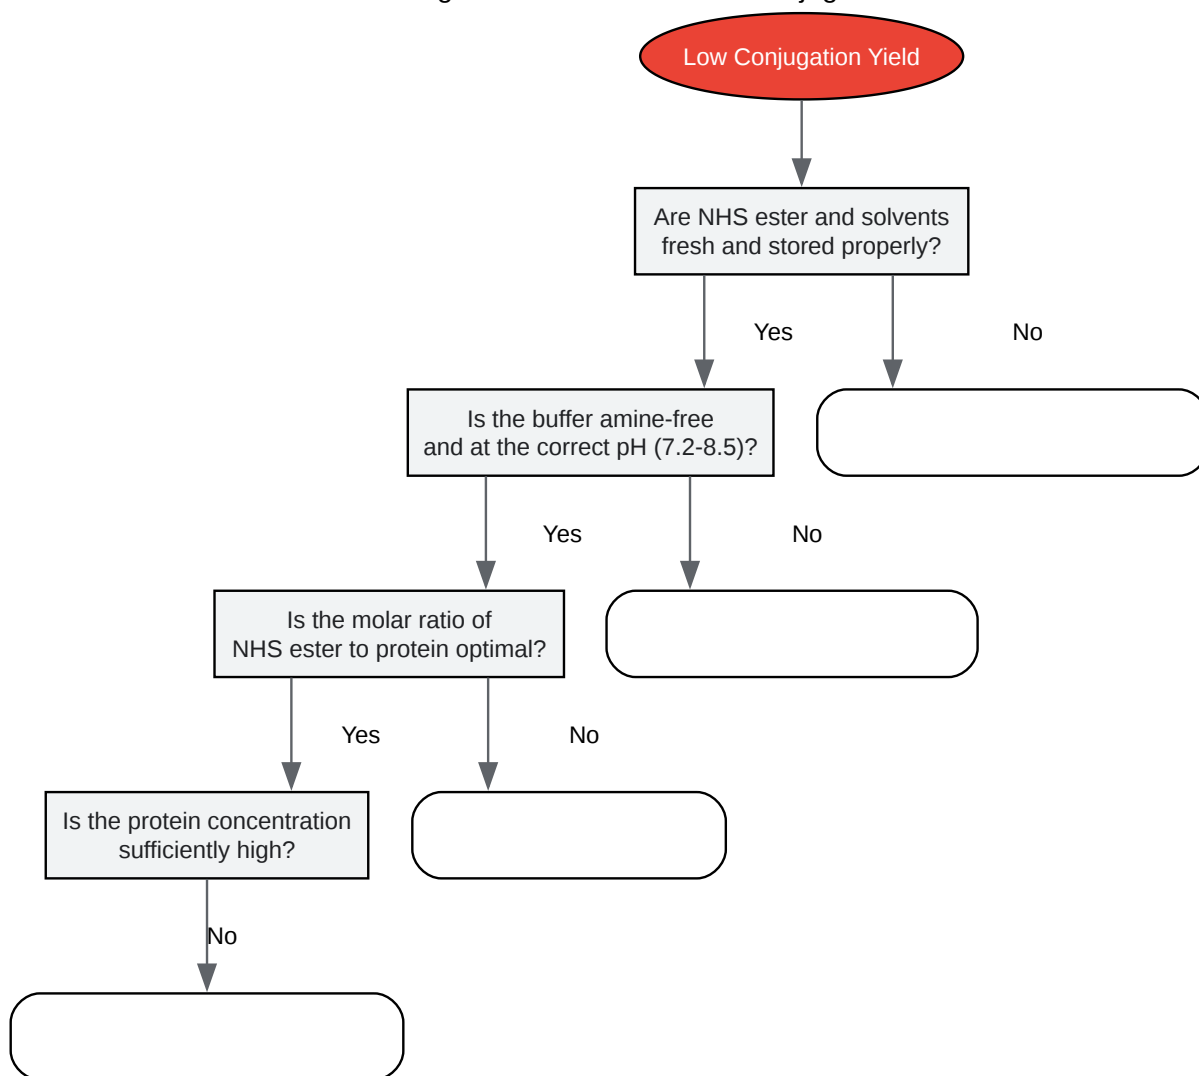 Low Conjugation Yield
Are NHS ester and solvents
fresh and stored properly?
Yes
No
Is the buffer amine-free
and at the correct pH (7.2-8.5)?
Yes
No
Is the molar ratio of
NHS ester to protein optimal?
Yes
No
Is the protein concentration
sufficiently high?
No